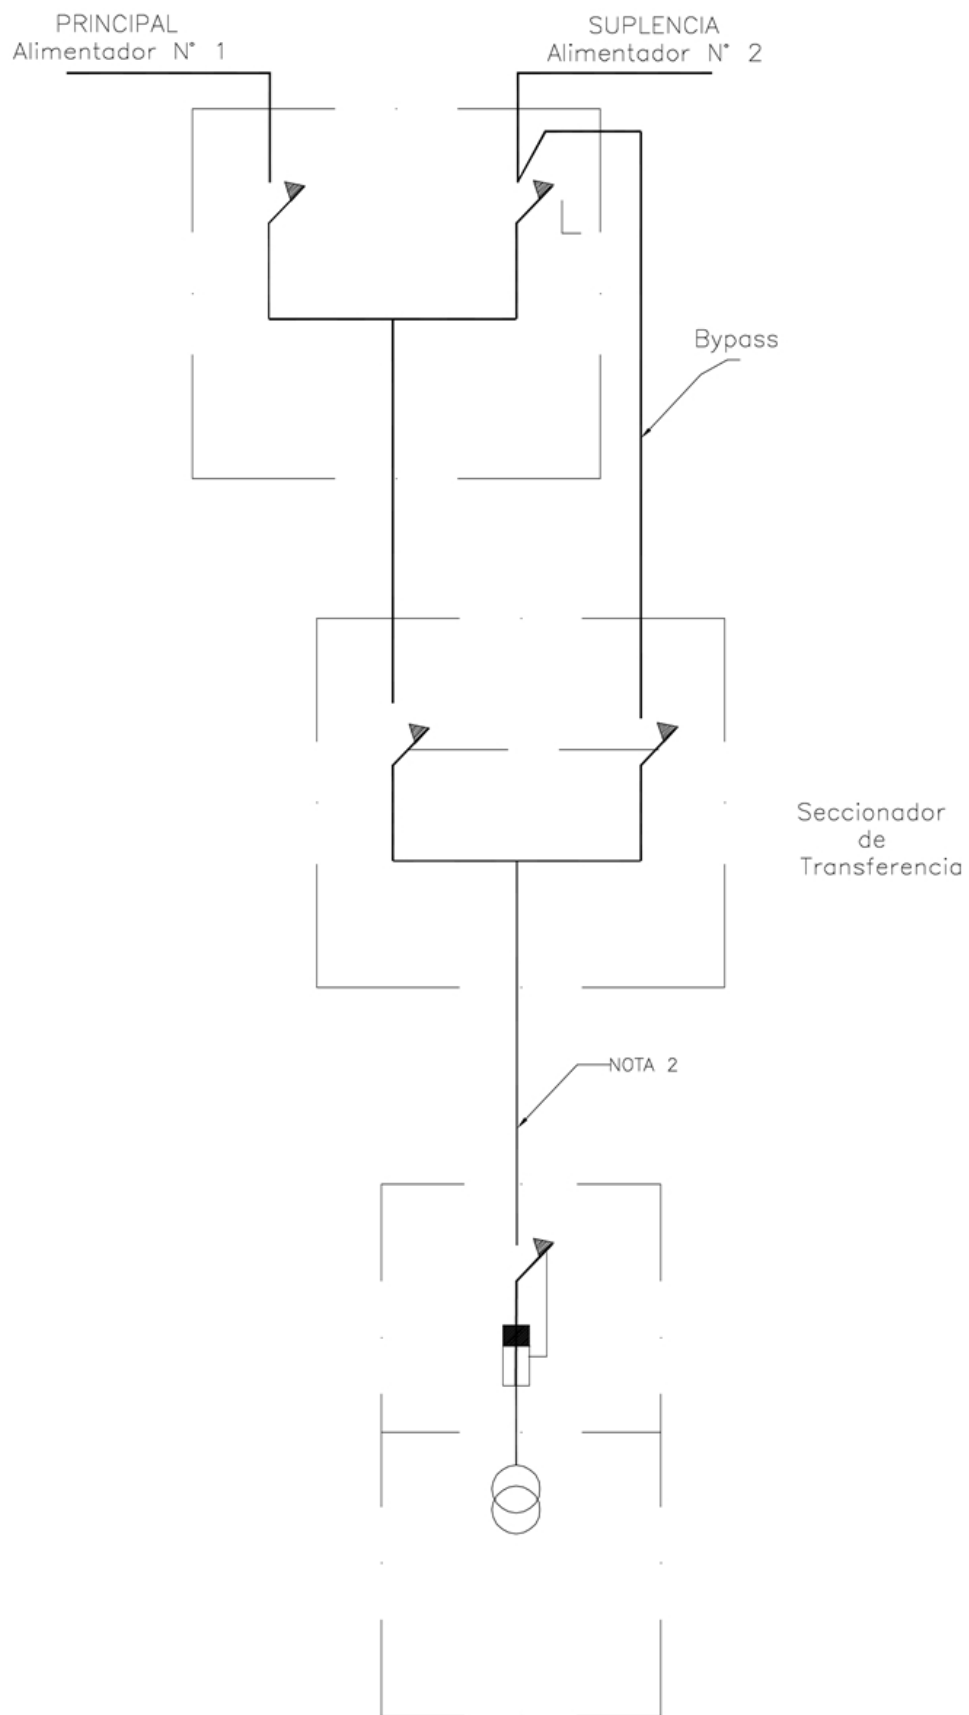 PRINCIPAL
Alimentador N° 1
SUPLENCIA
Alimentador N° 2
Bypass
Seccionador
de
Transferencia
NOTA 2